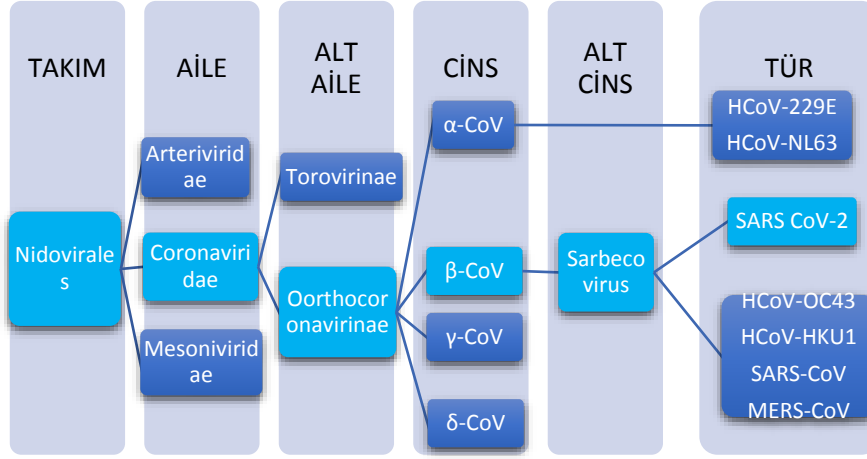 TAKIM
AİLE
ALT
AİLE
CİNS
ALT
CİNS
TÜR
Nidovirale
s
Arterivirid
ae
Coronaviri
dae
Mesonivirid
ae
Torovirinae
Oorthocor
onavirinae
α-CoV
β-CoV
γ-CoV
δ-CoV
Sarbeco
virus
HCoV-229E
HCoV-NL63
SARS CoV-2
HCoV-OC43
HCoV-HKU1
SARS-CoV
MERS-CoV